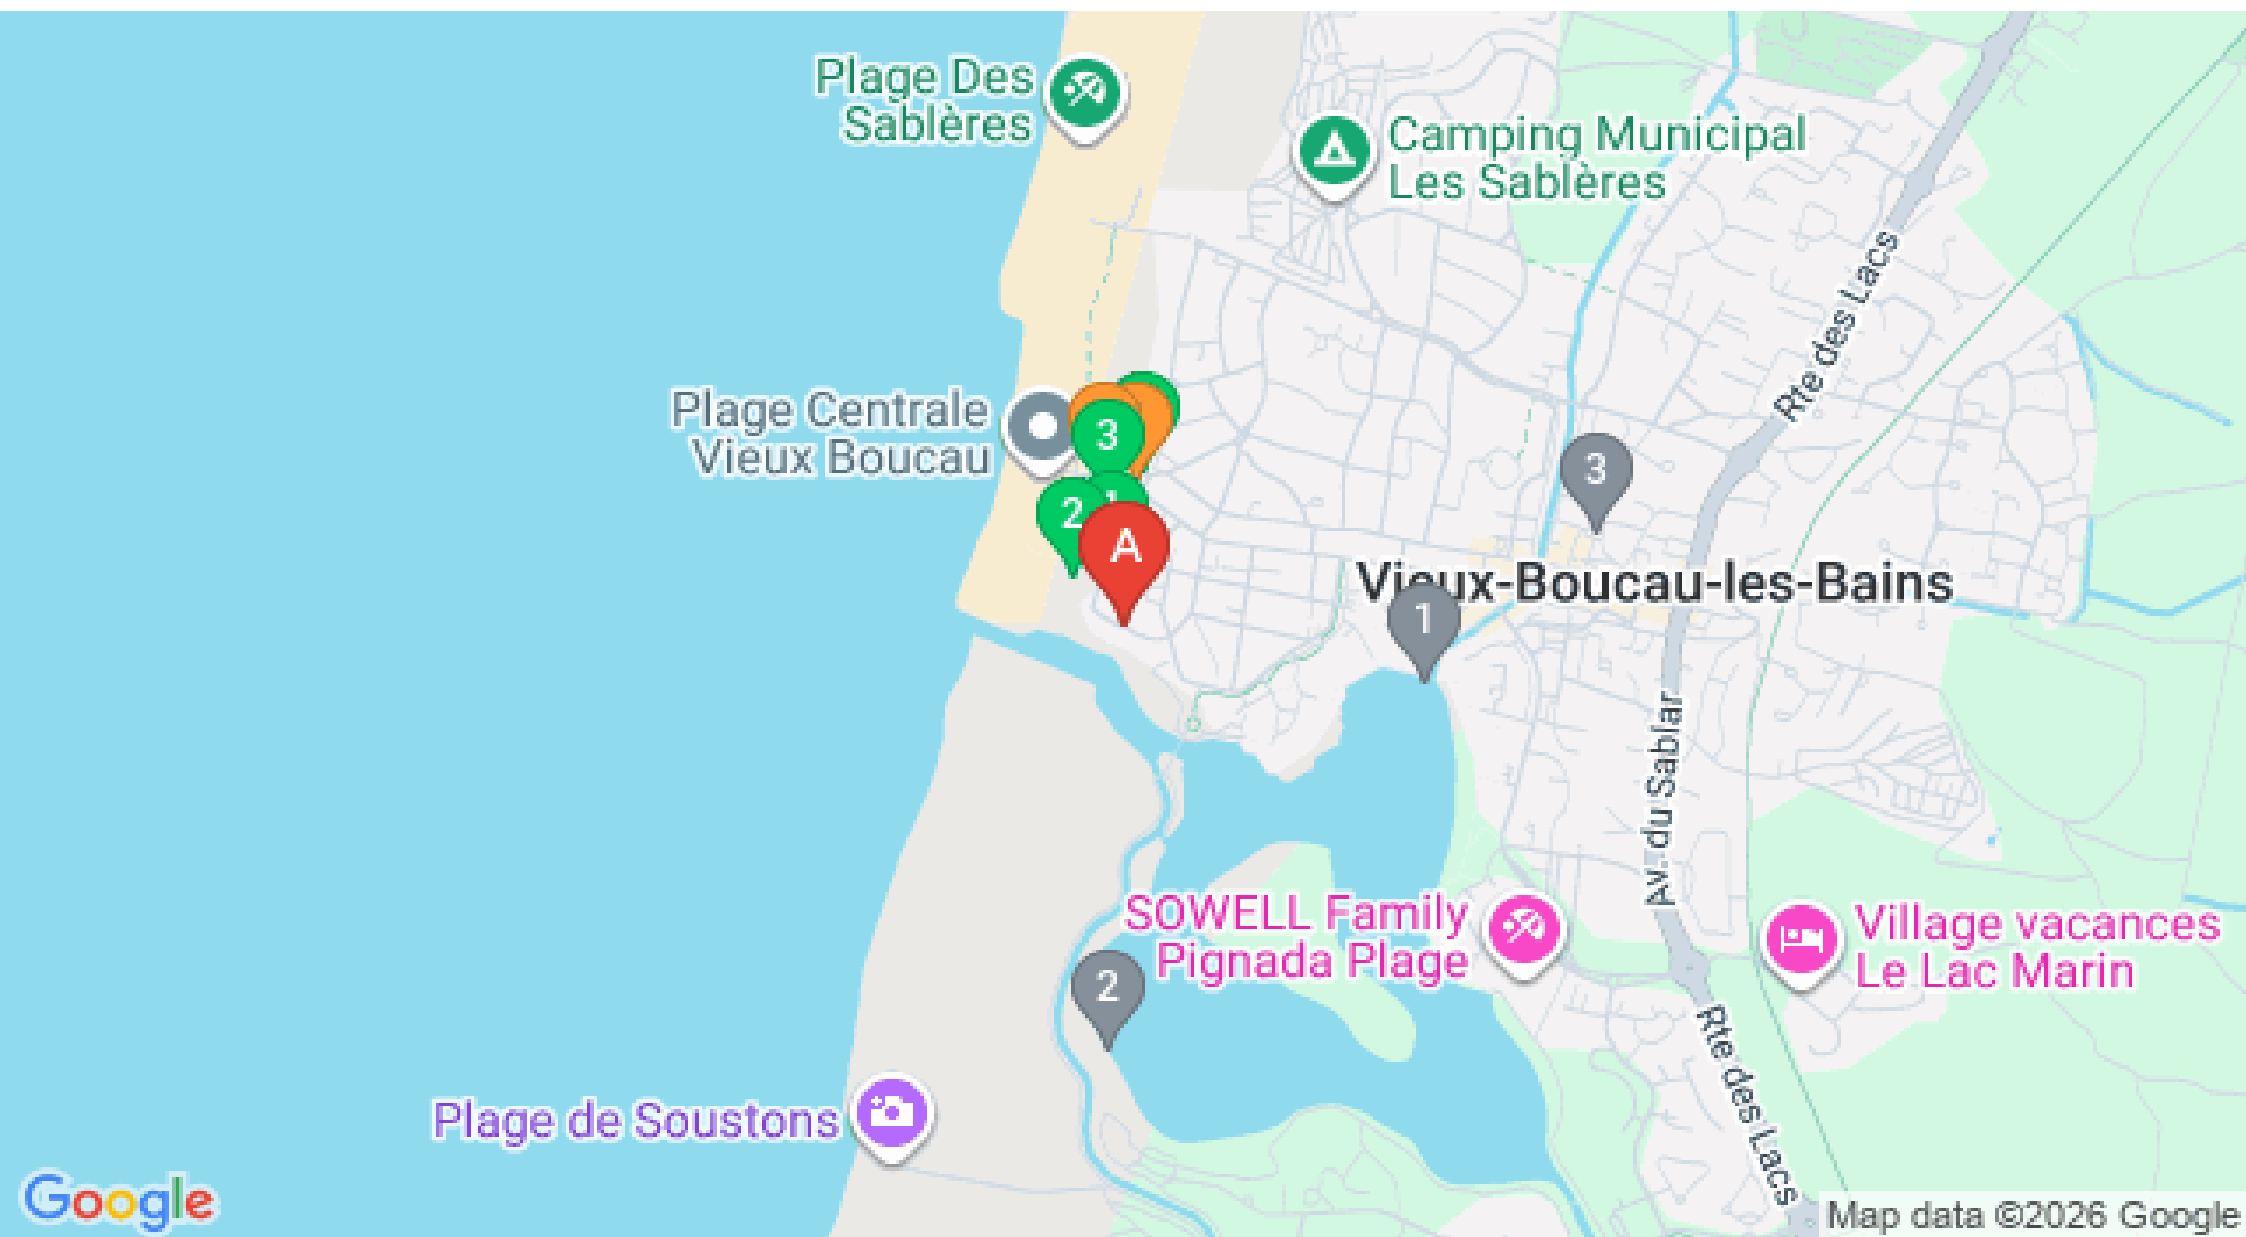 Plage Des
Sablères
Camping Municipal
Les Sablères
Rte des Lacs
Plage Centrale
Vieux Boucau
3
3
1
2
A
Vieux-Boucau-les-Bains
1
Av. du Sablar
SOWELL Family
Pignada Plage
Village vacances
Le Lac Marin
2
Rte des Lacs
Plage de Soustons
Google
Map data ©2026 Google